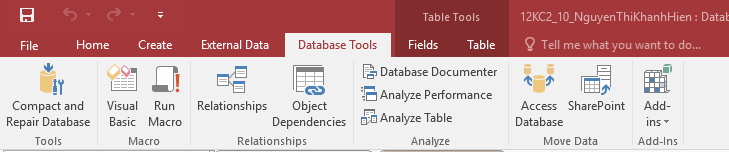 Table Tools
12KC2_10_NguyenThiKhanhHien : Datab
File Home Create External Data Database Tools Fields Table Tell me what you want to do...
Compact and
Repair Database
Visual
Basic
Run
Macro
Relationships
Object
Dependencies
Database Documenter
Analyze Performance
Analyze Table
Access
Database
SharePoint
Add-
ins
Tools Macro Relationships Analyze Move Data Add-Ins